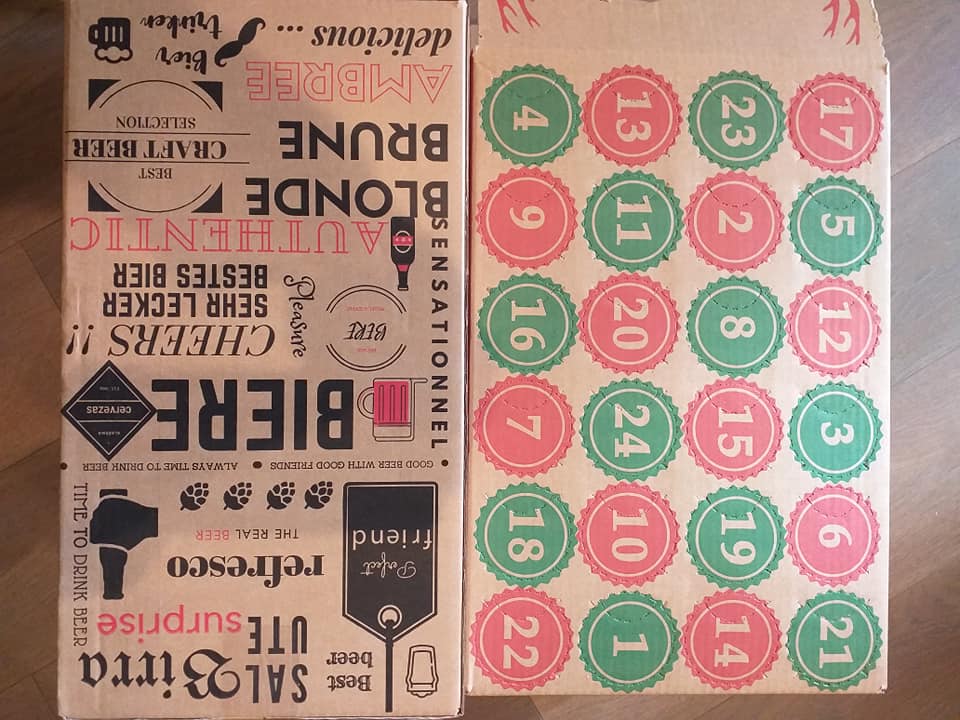 Best
beer
SAL
UTE
Birra
surprise
TIME TO DRINK BEER
Perfect
friend
refresco
THE REAL BEER
GOOD BEER WITH GOOD FRIENDS • ALWAYS TIME TO DRINK BEER •
BIERE
cervezas
SENSATIONNEL
Pleasure
CHEERS !!
SEHR LECKER
BESTES BIER
AUTHENTIC
BLONDE
BRUNE
AMBREE
BEST
CRAFT BEER
SELECTION
delicious ...
Bier
trinken
17 5 12 3 6 21
23 2 8 15 19 14
13 11 20 24 10 1
4 9 16 7 18 22